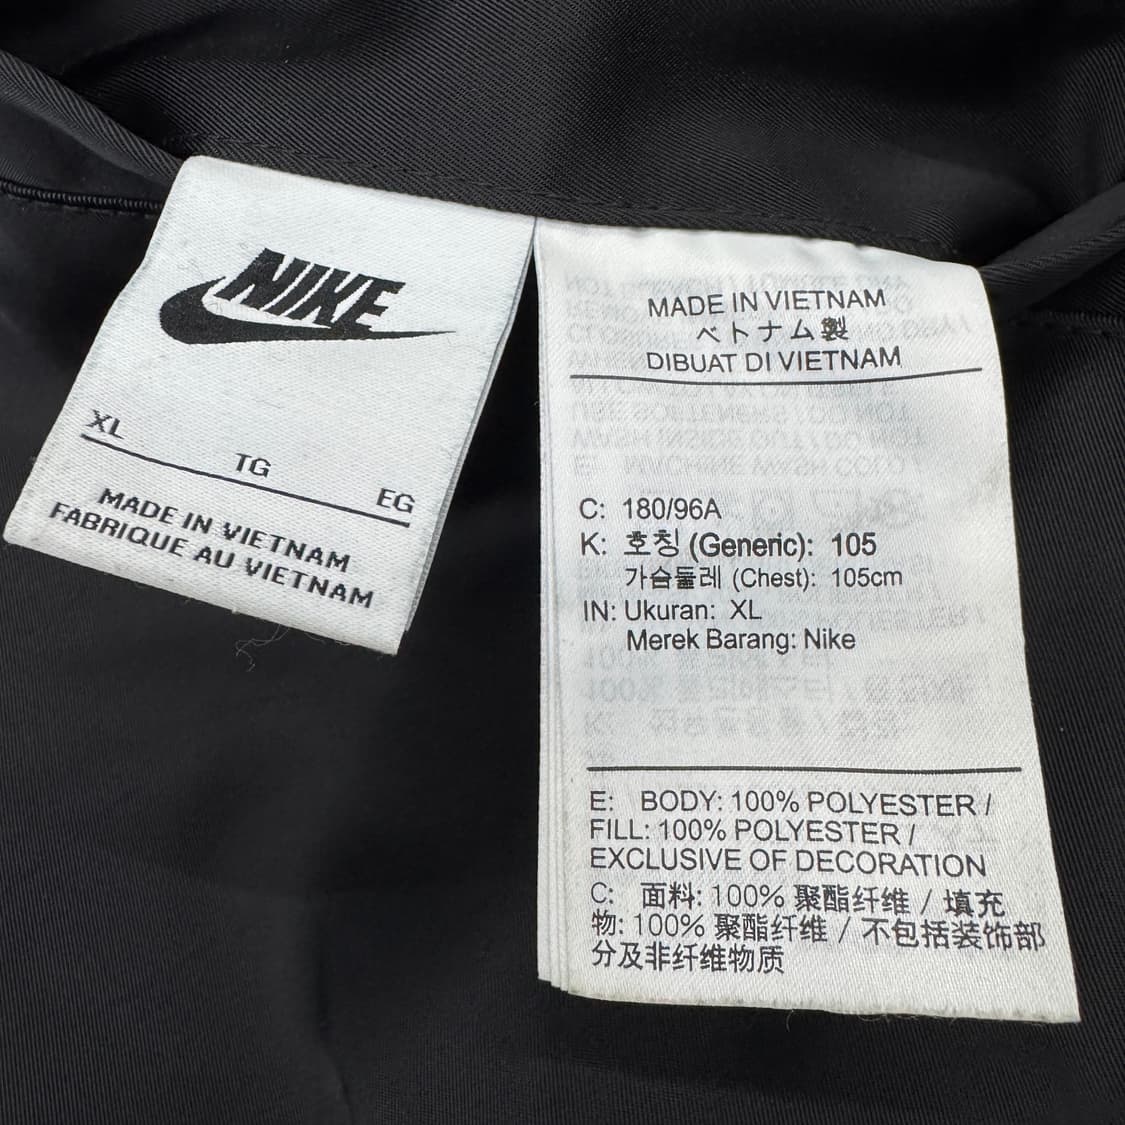 NIKE
XL
TG
EG
MADE IN VIETNAM
FABRIQUE AU VIETNAM
MADE IN VIETNAM
ベトナム製
DIBUAT DI VIETNAM
C: 180/96A
K: 호칭 (Generic): 105
가슴둘레 (Chest): 105cm
IN: Ukuran: XL
Merek Barang: Nike
E: BODY: 100% POLYESTER /
FILL: 100% POLYESTER /
EXCLUSIVE OF DECORATION
C: 面料: 100% 聚酯纤维 / 填充
物: 100% 聚酯纤维 / 不包括装饰部
分及非纤维物质